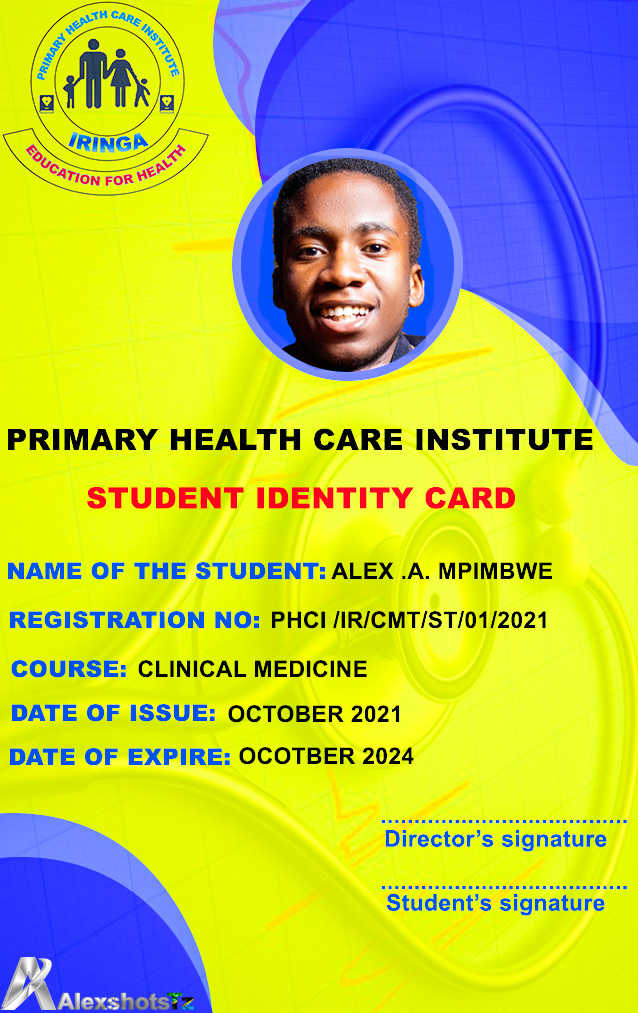 PRIMARY HEALTH CARE INSTITUTE
IRINGA
EDUCATION FOR HEALTH
PRIMARY HEALTH CARE INSTITUTE
STUDENT IDENTITY CARD
NAME OF THE STUDENT: ALEX .A. MPIMBWE
REGISTRATION NO: PHCI /IR/CMT/ST/01/2021
COURSE: CLINICAL MEDICINE
DATE OF ISSUE: OCTOBER 2021
DATE OF EXPIRE: OCOTBER 2024
....................................
Director's signature
....................................
Student's signature
Alexshotstz